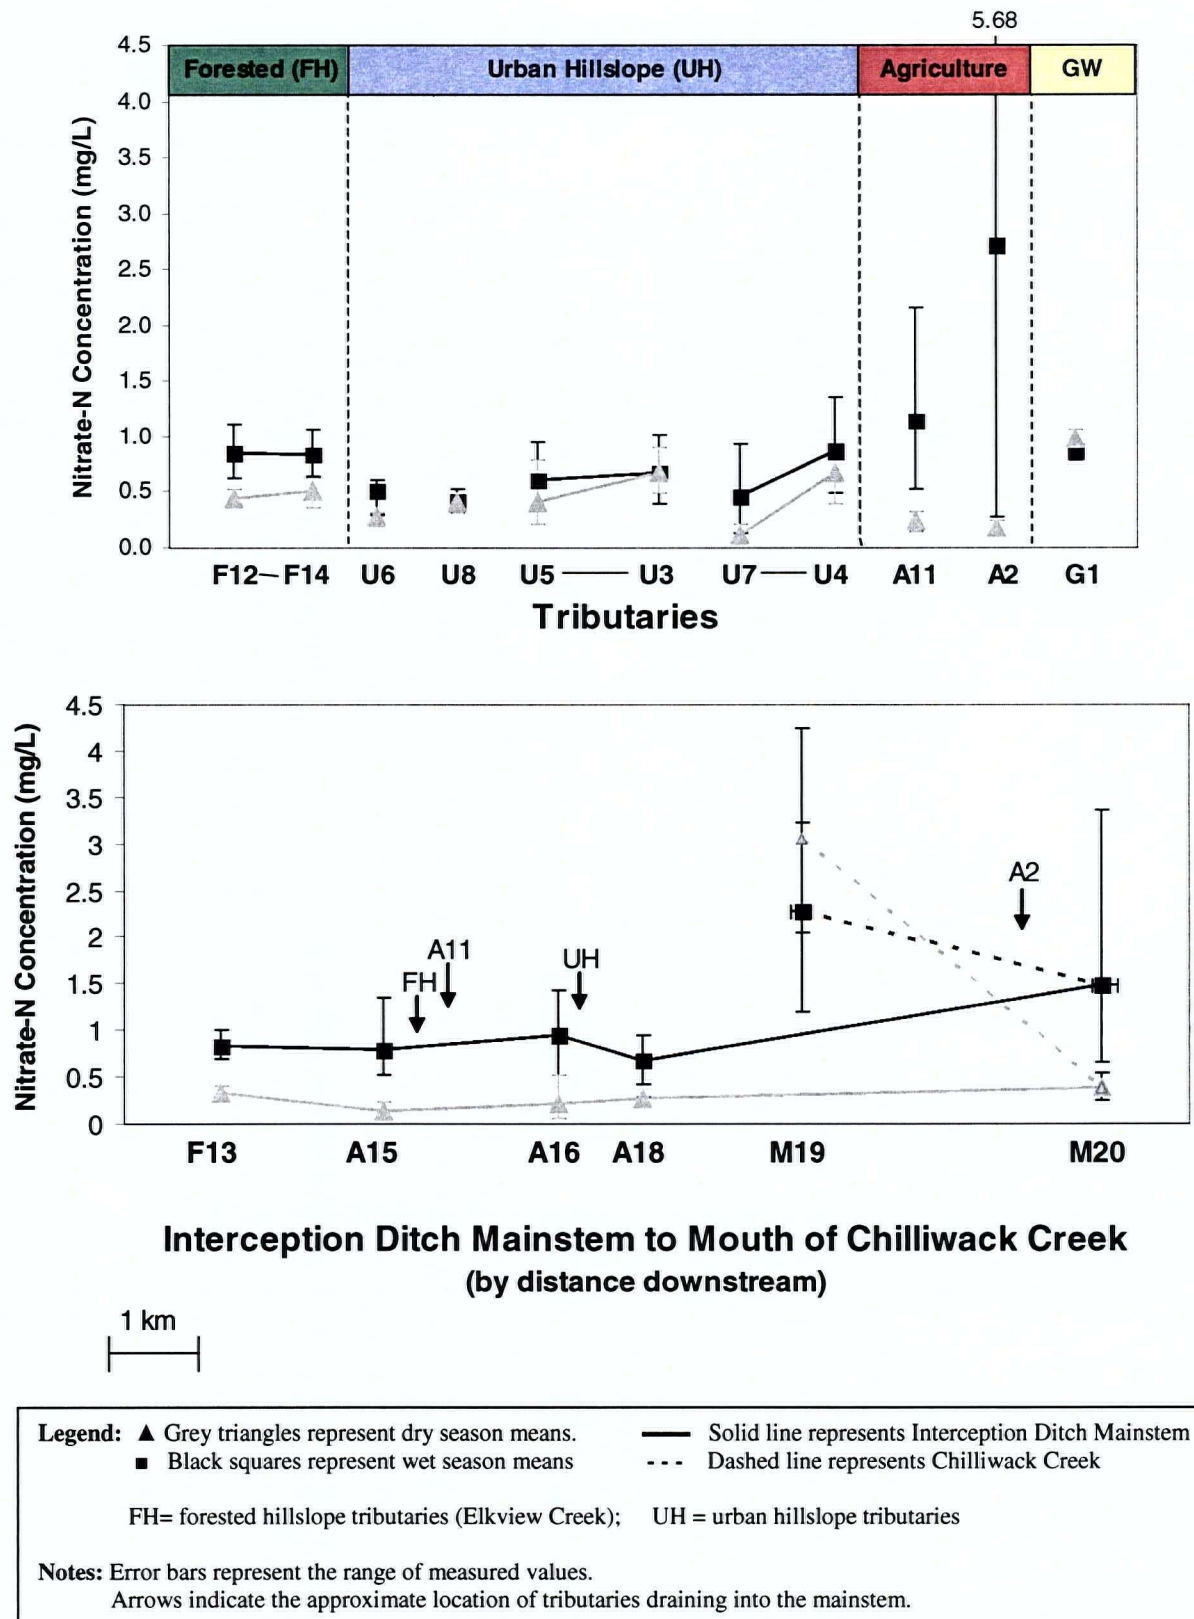 5.68
4.5
Forested (FH) Urban Hillslope (UH) Agriculture GW
4.0
3.5
3.0
2.5
2.0
1.5
1.0
0.5
0.0
Nitrate-N Concentration (mg/L)
F12 F14 U6 U8 U5 U3 U7 U4 A11 A2 G1
Tributaries
4.5
4
3.5
3
2.5
2
1.5
1
0.5
0
Nitrate-N Concentration (mg/L)
A2
A11
FH
UH
F13 A15 A16 A18 M19 M20
Interception Ditch Mainstem to Mouth of Chilliwack Creek
(by distance downstream)
1 km
Legend: ▲ Grey triangles represent dry season means. Solid line represents Interception Ditch Mainstem
■ Black squares represent wet season means Dashed line represents Chilliwack Creek
FH= forested hillslope tributaries (Elkview Creek); UH = urban hillslope tributaries
Notes: Error bars represent the range of measured values.
Arrows indicate the approximate location of tributaries draining into the mainstem.